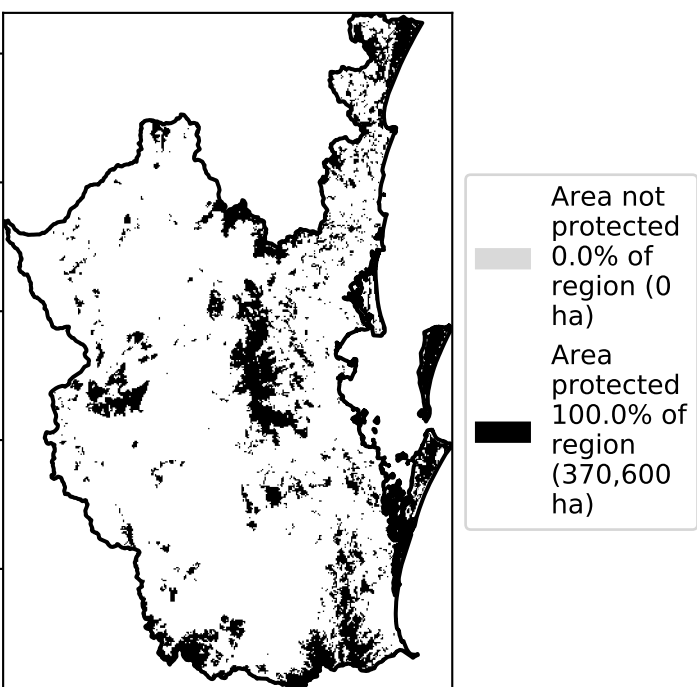 Area not
protected
0.0% of
region (0
ha)
Area
protected
100.0% of
region
(370,600
ha)